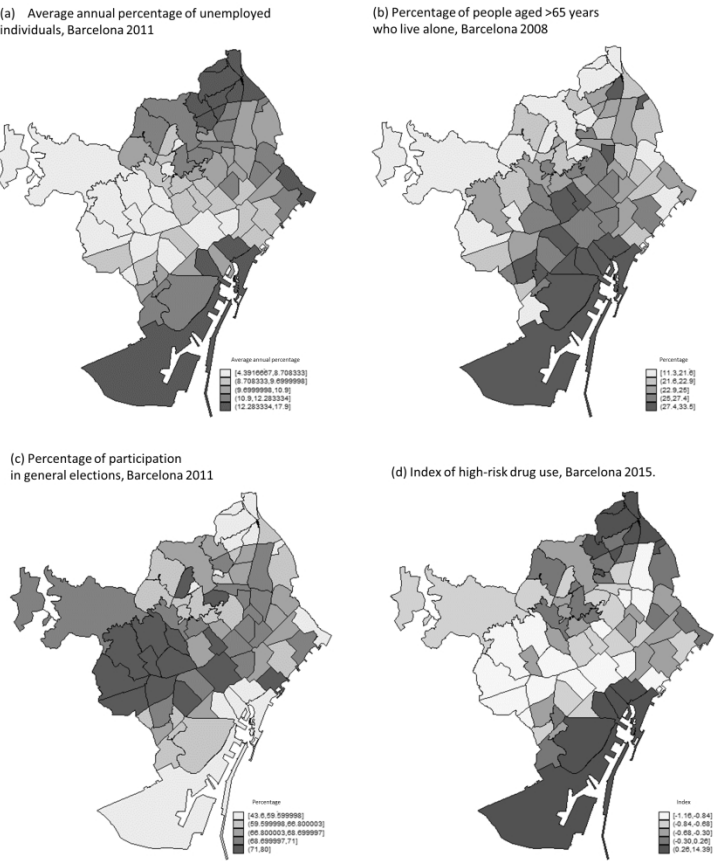 (a) Average annual percentage of unemployed
individuals, Barcelona 2011
(b) Percentage of people aged >65 years
who live alone, Barcelona 2008
Average annual percentage
[4.3916667,8.708333]
(8.708333,9.6999998]
(9.6999998,10.9]
(10.9,12.283334]
(12.283334,17.9]
Percentage
[11.3,21.6]
(21.6,22.9]
(22.9,25]
(25,27.4]
(27.4,33.5]
(c) Percentage of participation
in general elections, Barcelona 2011
(d) Index of high-risk drug use, Barcelona 2015.
Percentage
[43.6,59.599998]
(59.599998,66.800003]
(66.800003,68.699997]
(68.699997,71]
(71,80]
Index
[-1.16,-0.84]
(-0.84,-0.68]
(-0.68,-0.30]
(-0.30,0.26]
(0.26,14.39]